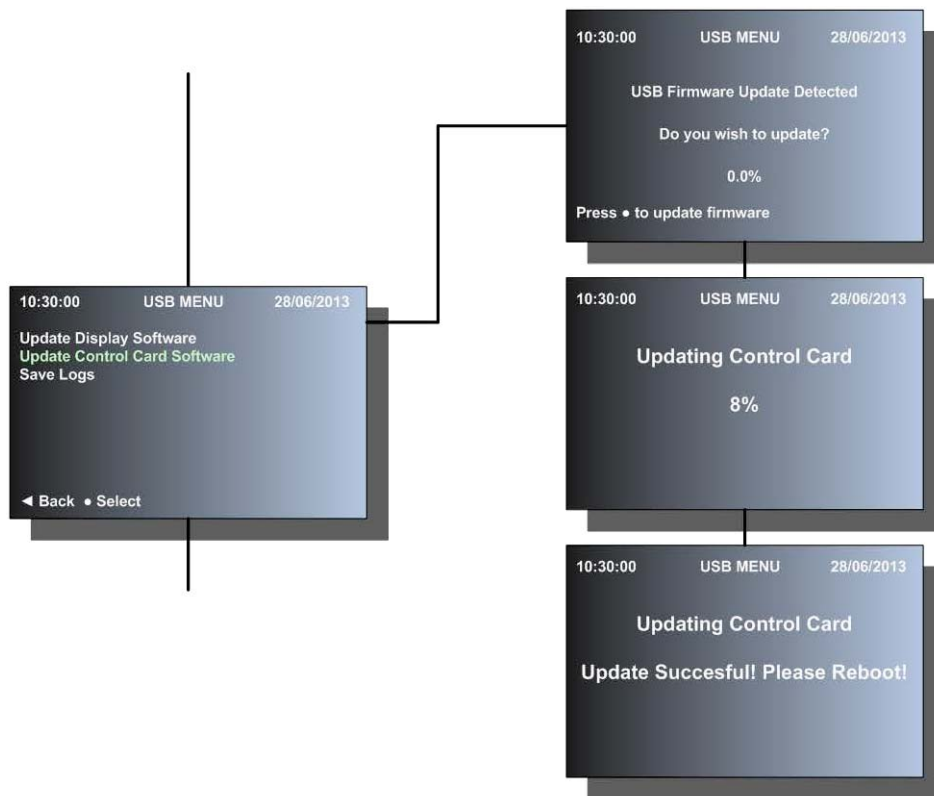 10:30:00 USB MENU 28/06/2013
Update Display Software
Update Control Card Software
Save Logs
◄ Back ● Select
10:30:00 USB MENU 28/06/2013
USB Firmware Update Detected
Do you wish to update?
0.0%
Press ● to update firmware
10:30:00 USB MENU 28/06/2013
Updating Control Card
8%
10:30:00 USB MENU 28/06/2013
Updating Control Card
Update Succesful! Please Reboot!